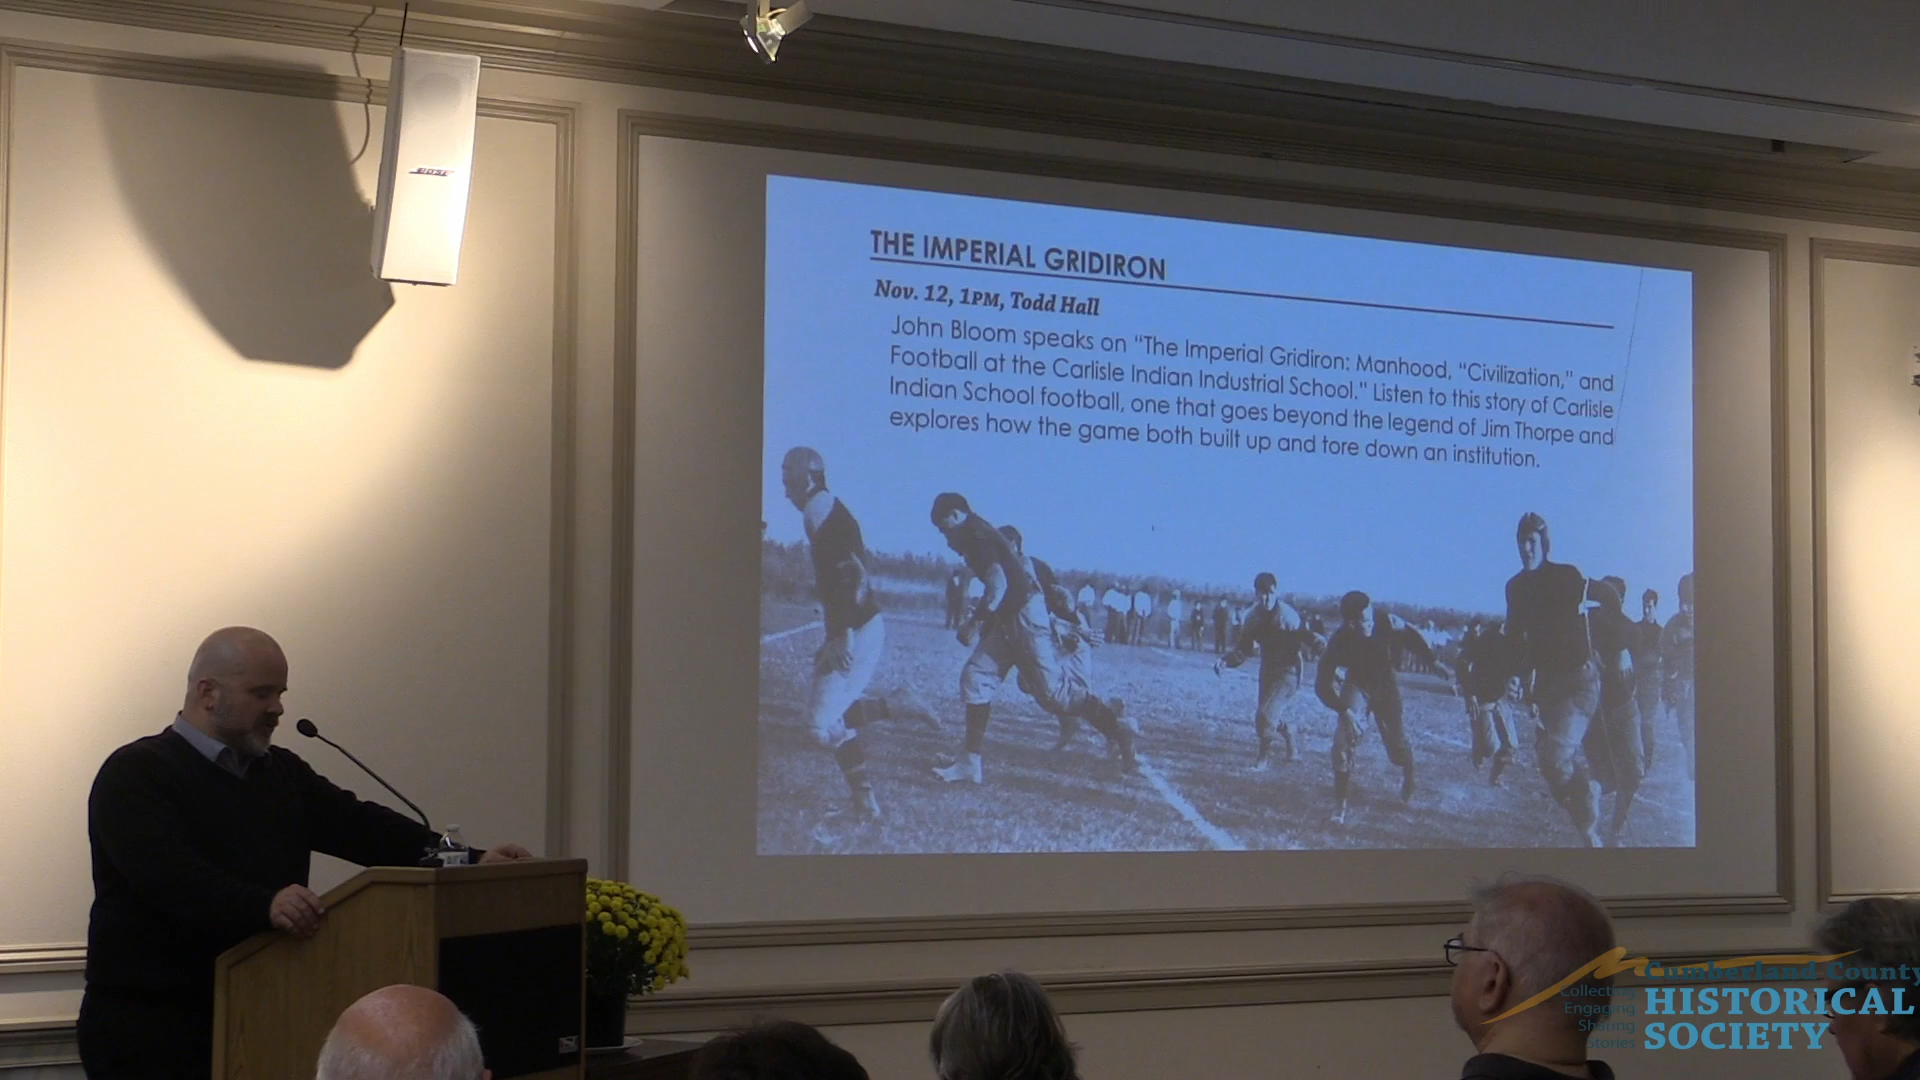 BOSE
THE IMPERIAL GRIDIRON
Nov. 12, 1PM, Todd Hall
John Bloom speaks on “The Imperial Gridiron: Manhood, “Civilization,” and
Football at the Carlisle Indian Industrial School.” Listen to this story of Carlisle
Indian School football, one that goes beyond the legend of Jim Thorpe and
explores how the game both built up and tore down an institution.
Cumberland County
HISTORICAL
SOCIETY
Collecting
Engaging
Sharing
Stories